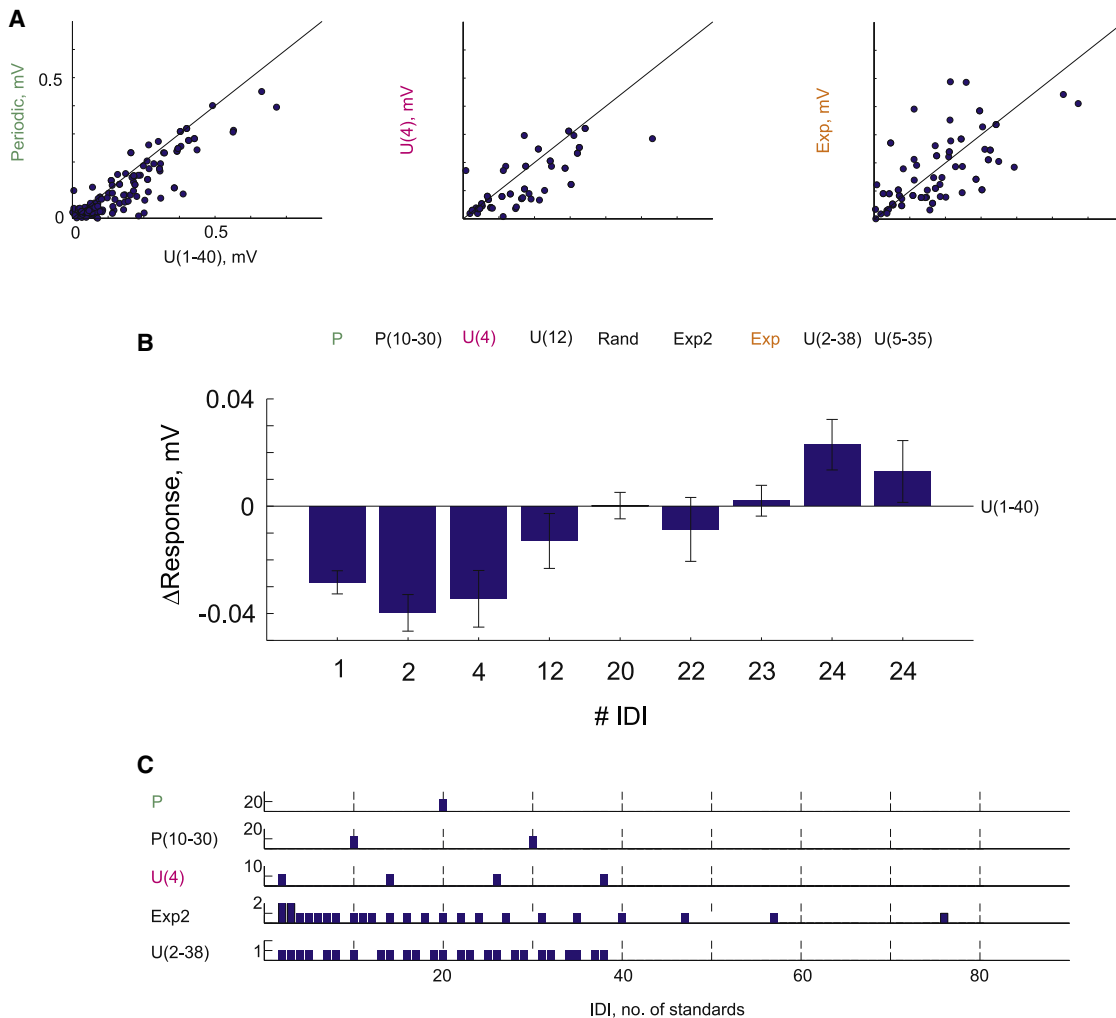 A
Periodic, mV
0.5
0
0
0.5
U(1-40), mV
U(4), mV
Exp, mV
B
P P(10-30) U(4) U(12) Rand Exp2 Exp U(2-38) U(5-35)
ΔResponse, mV
0.04
0
-0.04
U(1-40)
1 2 4 12 20 22 23 24 24
# IDI
C
P 20
P(10-30) 20
U(4) 10
Exp2 2
U(2-38) 1
20 40 60 80
IDI, no. of standards